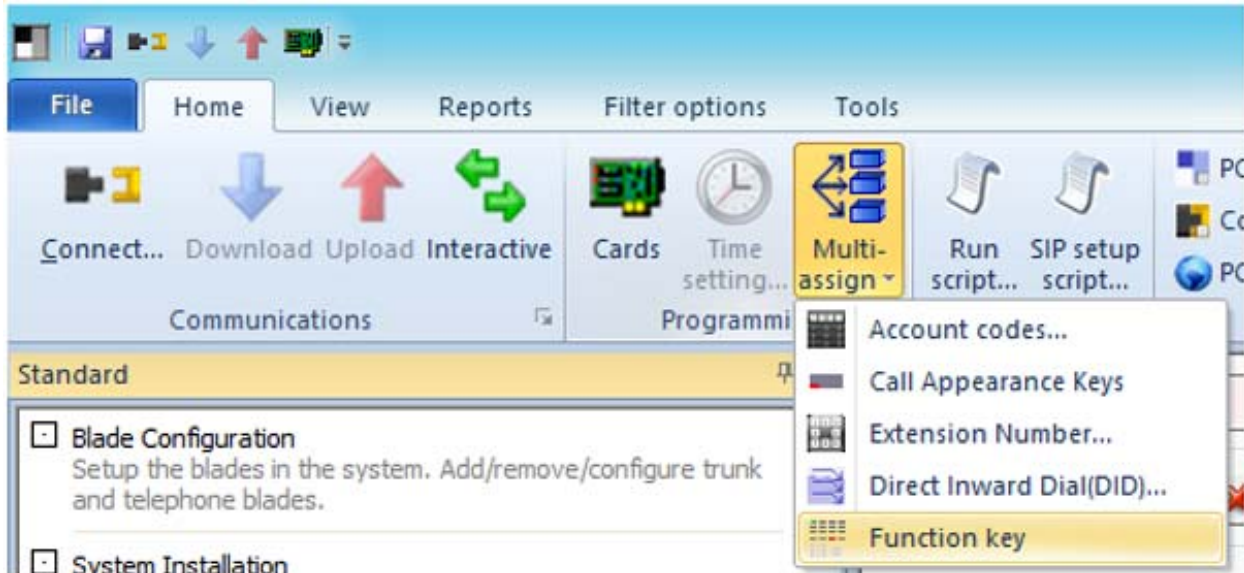 File Home View Reports Filter options Tools
Connect... Download Upload Interactive Cards Time setting... Multi-assign Run script... SIP setup script...
Communications
Account codes...
Standard
Call Appearance Keys
Blade Configuration
Extension Number...
Setup the blades in the system. Add/remove/configure trunk
and telephone blades.
Direct Inward Dial(DID)...
Function key
System Installation